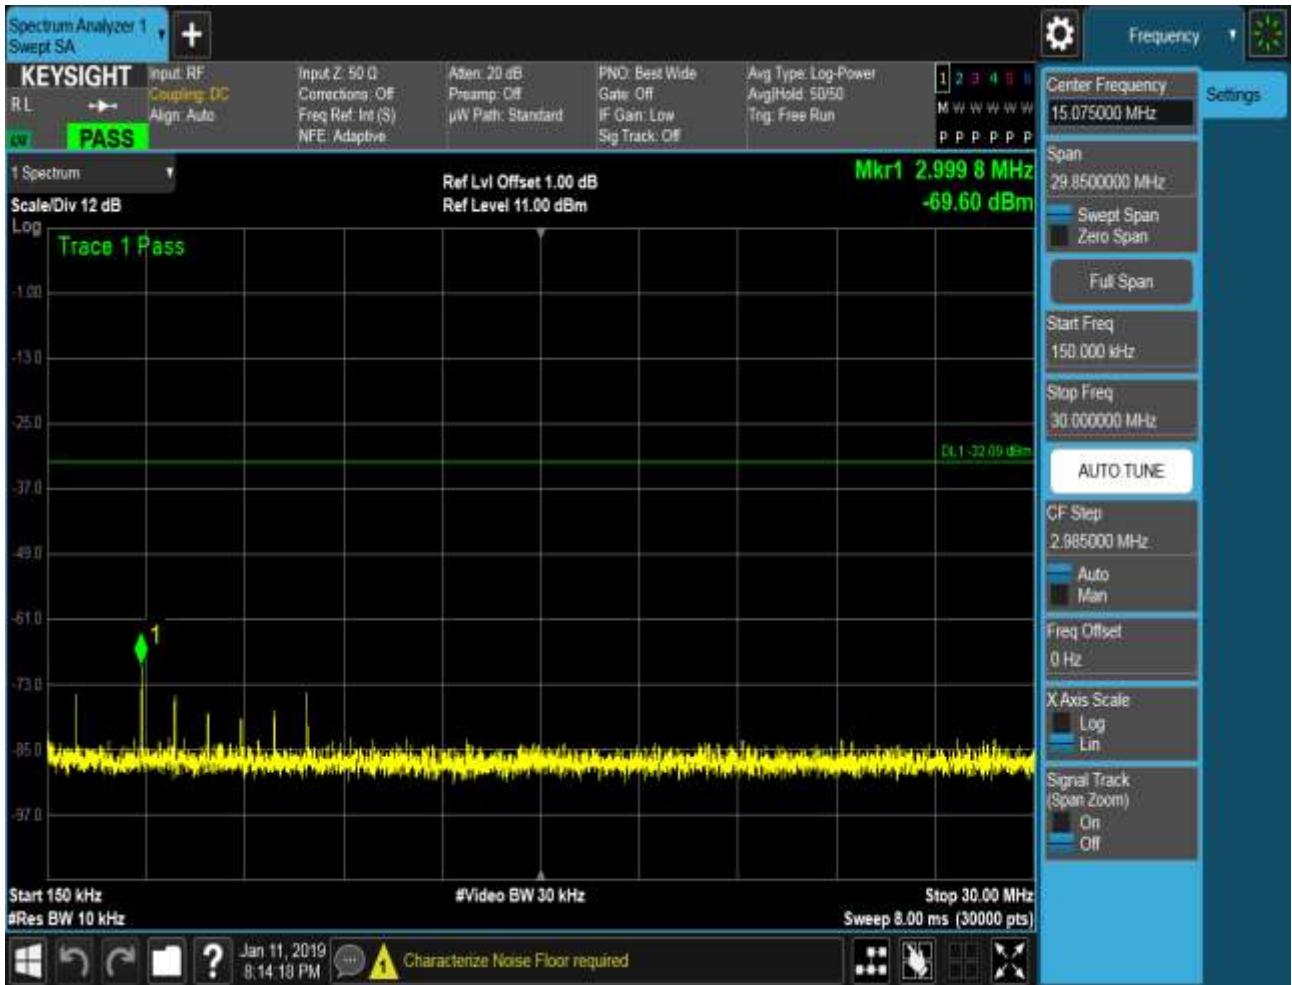 Spectrum Analyzer 1
Swept SA
Frequency
KEYSIGHT
Input: RF
Input Z: 50 Ω
Atten: 20 dB
PNO: Best Wide
Avg Type: Log-Power
1 2 3 4 5 6
R L
Coupling: DC
Corrections: Off
Preamp: Off
Gate: Off
Avg|Hold: 50/50
M W W W W W
Align: Auto
Freq Ref: Int (S)
µW Path: Standard
IF Gain: Low
Trig: Free Run
PASS
NFE: Adaptive
Sig Track: Off
P P P P P P
1 Spectrum
Ref Lvl Offset 1.00 dB
Mkr1 2.999 8 MHz
Scale/Div 12 dB
Ref Level 11.00 dBm
-69.60 dBm
Log
Trace 1 Pass
-1.00
-13.0
-25.0
DL1 -32.09 dBm
-37.0
-49.0
-61.0
1
-73.0
-85.0
-97.0
Start 150 kHz
#Video BW 30 kHz
Stop 30.00 MHz
#Res BW 10 kHz
Sweep 8.00 ms (30000 pts)
?
Jan 11, 2019
8:14:18 PM
Characterize Noise Floor required
Center Frequency
15.075000 MHz
Settings
Span
29.8500000 MHz
Swept Span
Zero Span
Full Span
Start Freq
150.000 kHz
Stop Freq
30.000000 MHz
AUTO TUNE
CF Step
2.985000 MHz
Auto
Man
Freq Offset
0 Hz
X Axis Scale
Log
Lin
Signal Track
(Span Zoom)
On
Off